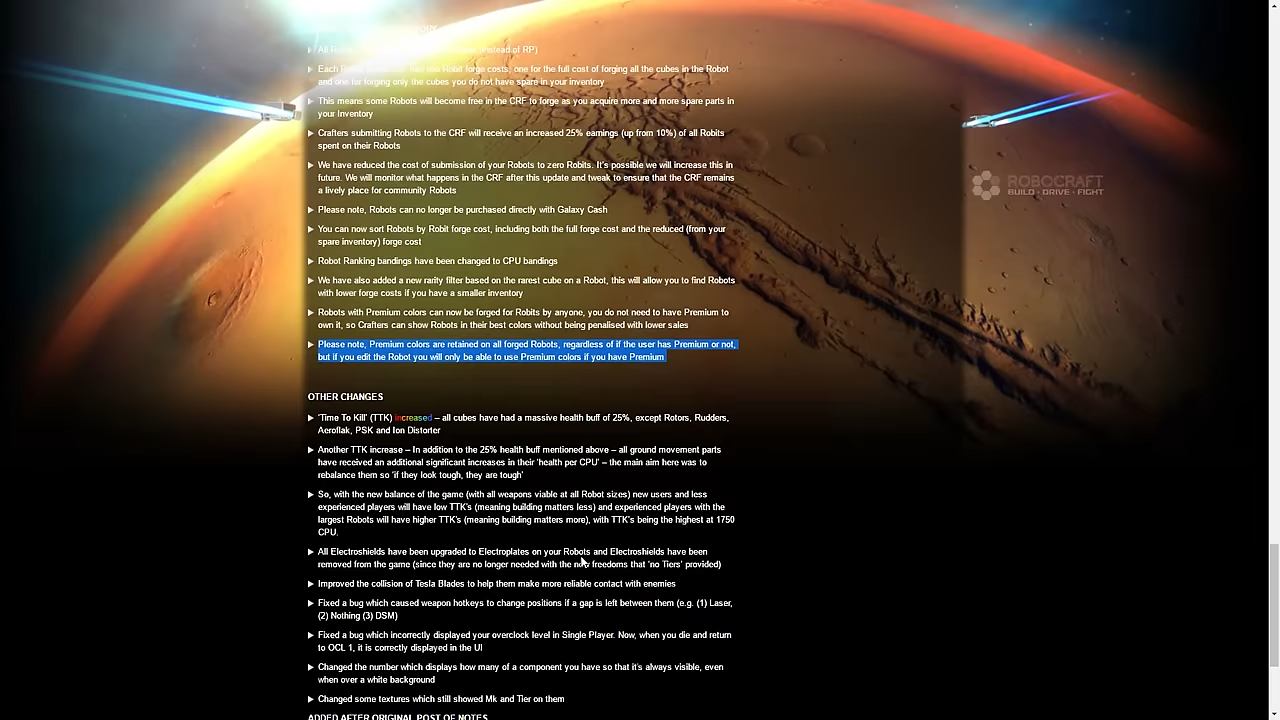 All
instead of RP)
Each forge costs; one for the full cost of forging all the cubes in the Robot
and one for forging only the cubes you do not have spare in your inventory
This means some Robots will become free in the CRF to forge as you acquire more and more spare parts in
your Inventory
Crafters submitting Robots to the CRF will receive an increased 25% earnings (up from 10%) of all Robits
spent on their Robots
We have reduced the cost of submission of your Robots to zero Robits. It's possible we will increase this in
future. We will monitor what happens in the CRF after this update and tweak to ensure that the CRF remains
a lively place for community Robots
ROBOCRAFT
BUILD · DRIVE · FIGHT
Please note, Robots can no longer be purchased directly with Galaxy Cash
You can now sort Robots by Robit forge cost, including both the full forge cost and the reduced (from your
spare inventory) forge cost
Robot Ranking bandings have been changed to CPU bandings
We have also added a new rarity filter based on the rarest cube on a Robot, this will allow you to find Robots
with lower forge costs if you have a smaller inventory
Robots with Premium colors can now be forged for Robits by anyone, you do not need to have Premium to
own it, so Crafters can show Robots in their best colors without being penalised with lower sales
Please note, Premium colors are retained on all forged Robots, regardless of if the user has Premium or not,
but if you edit the Robot you will only be able to use Premium colors if you have Premium
OTHER CHANGES
'Time To Kill' (TTK) increased – all cubes have had a massive health buff of 25%, except Rotors, Rudders,
Aeroflak, PSK and Ion Distorter
Another TTK increase – In addition to the 25% health buff mentioned above – all ground movement parts
have received an additional significant increases in their 'health per CPU' – the main aim here was to
rebalance them so 'if they look tough, they are tough'
So, with the new balance of the game (with all weapons viable at all Robot sizes) new users and less
experienced players will have low TTK's (meaning building matters less) and experienced players with the
largest Robots will have higher TTK's (meaning building matters more), with TTK's being the highest at 1750
CPU.
All Electroshields have been upgraded to Electroplates on your Robots and Electroshields have been
removed from the game (since they are no longer needed with the new freedoms that 'no Tiers' provided)
Improved the collision of Tesla Blades to help them make more reliable contact with enemies
Fixed a bug which caused weapon hotkeys to change positions if a gap is left between them (e.g. (1) Laser,
(2) Nothing (3) DSM)
Fixed a bug which incorrectly displayed your overclock level in Single Player. Now, when you die and return
to OCL 1, it is correctly displayed in the UI
Changed the number which displays how many of a component you have so that it's always visible, even
when over a white background
Changed some textures which still showed Mk and Tier on them
ADDED AFTER ORIGINAL POST OF NOTES